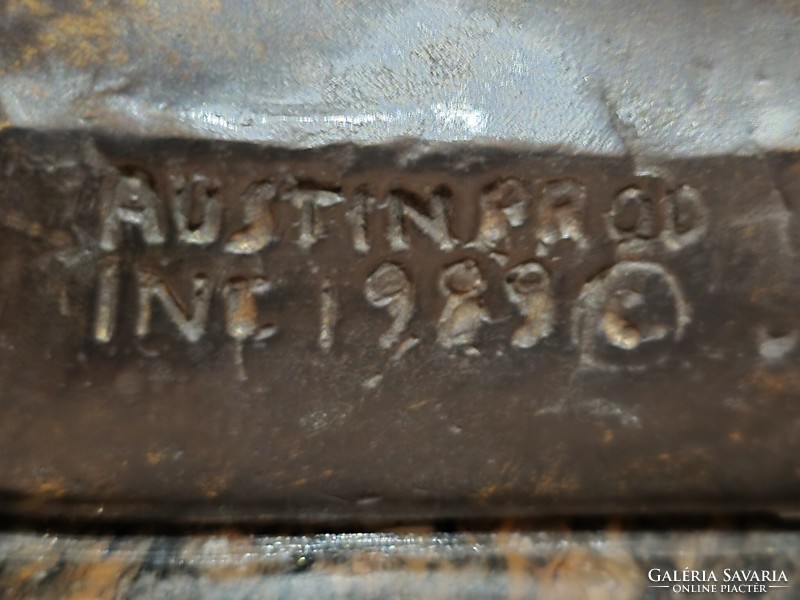 AUSTIN PROD
INC 1989 ©
GALÉRIA SAVARIA
ONLINE PIACTÉR